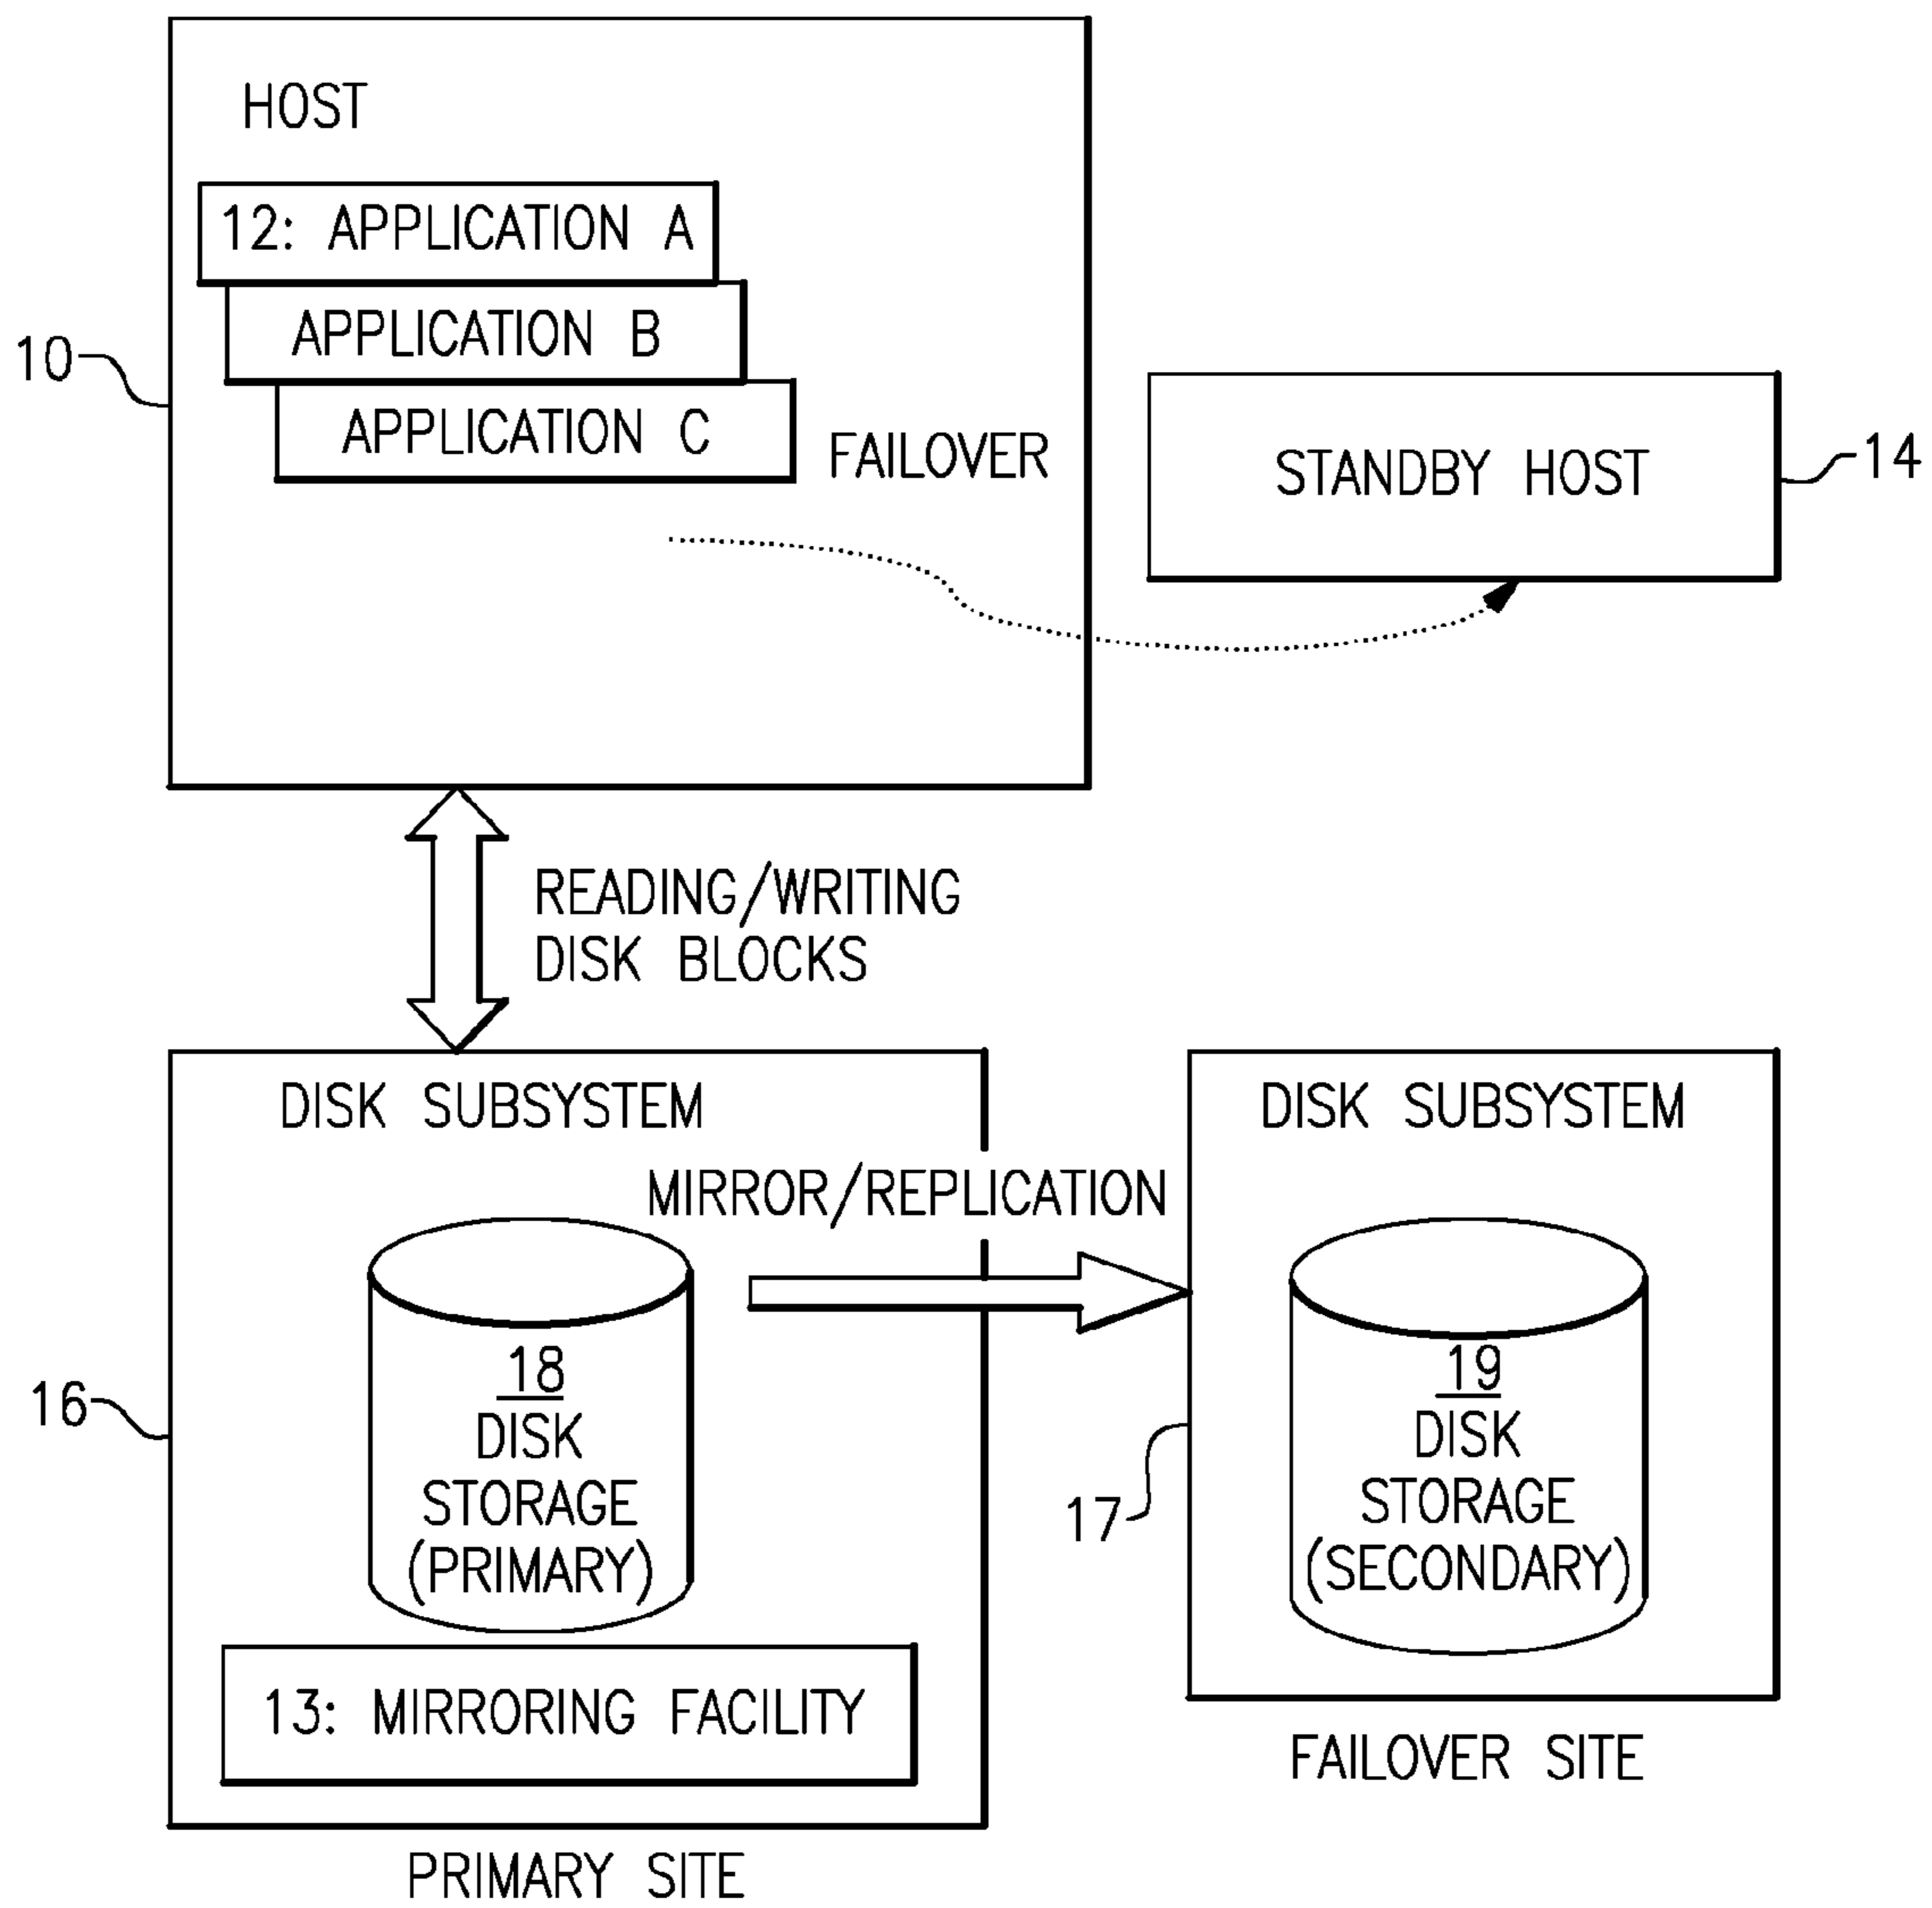 HOST
12: APPLICATION A
APPLICATION B
10
APPLICATION C
FAILOVER
STANDBY HOST
14
READING/WRITING
DISK BLOCKS
DISK SUBSYSTEM
DISK SUBSYSTEM
MIRROR/REPLICATION
18
DISK
STORAGE
(PRIMARY)
16
19
DISK
STORAGE
(SECONDARY)
17
13: MIRRORING FACILITY
FAILOVER SITE
PRIMARY SITE